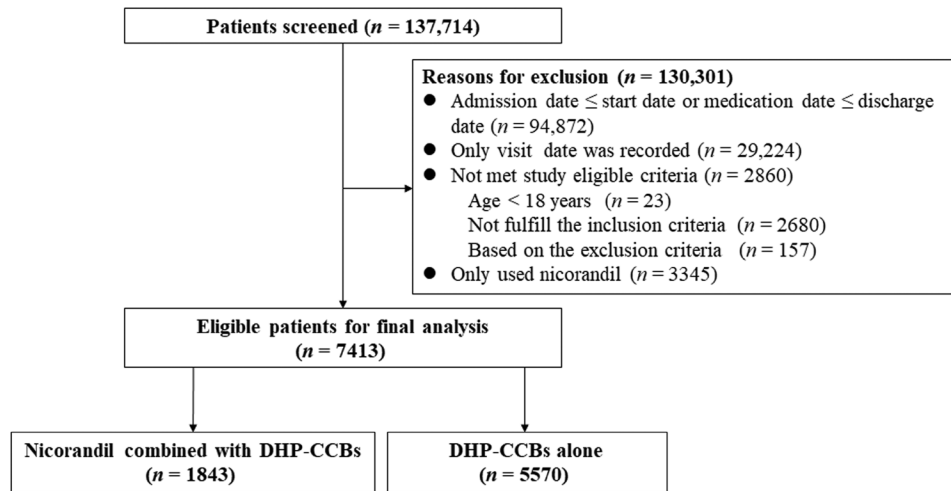 Patients screened (n = 137,714)
Reasons for exclusion (n = 130,301)
● Admission date ≤ start date or medication date ≤ discharge
date (n = 94,872)
● Only visit date was recorded (n = 29,224)
● Not met study eligible criteria (n = 2860)
Age < 18 years (n = 23)
Not fulfill the inclusion criteria (n = 2680)
Based on the exclusion criteria (n = 157)
● Only used nicorandil (n = 3345)
Eligible patients for final analysis
(n = 7413)
Nicorandil combined with DHP-CCBs
(n = 1843)
DHP-CCBs alone
(n = 5570)